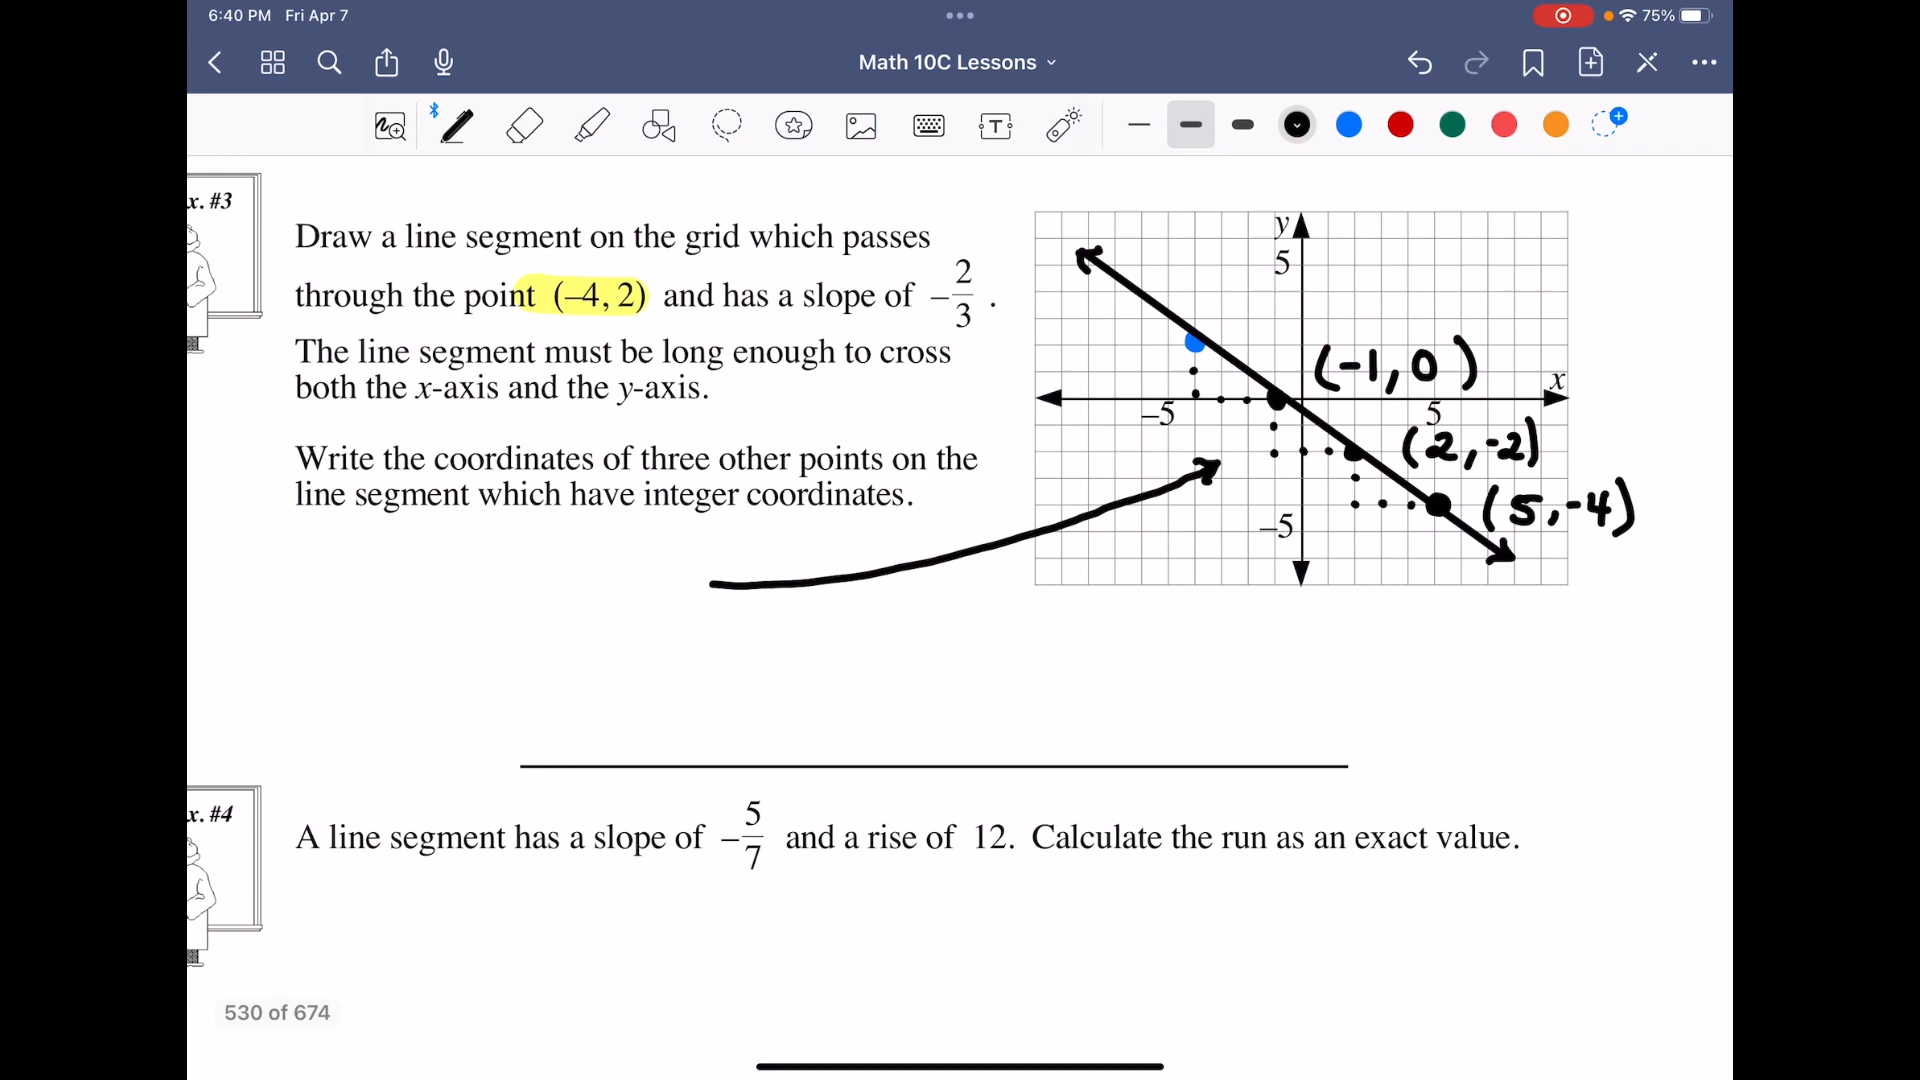 6:40 PM Fri Apr 7
75%
Math 10C Lessons
T
x. #3
Draw a line segment on the grid which passes
through the point (–4, 2) and has a slope of –2/3 .
The line segment must be long enough to cross
both the x-axis and the y-axis.
Write the coordinates of three other points on the
line segment which have integer coordinates.
y
5
(-1, 0)
x
–5
5
(2, -2)
(5, -4)
–5
x. #4
A line segment has a slope of –5/7 and a rise of 12. Calculate the run as an exact value.
530 of 674